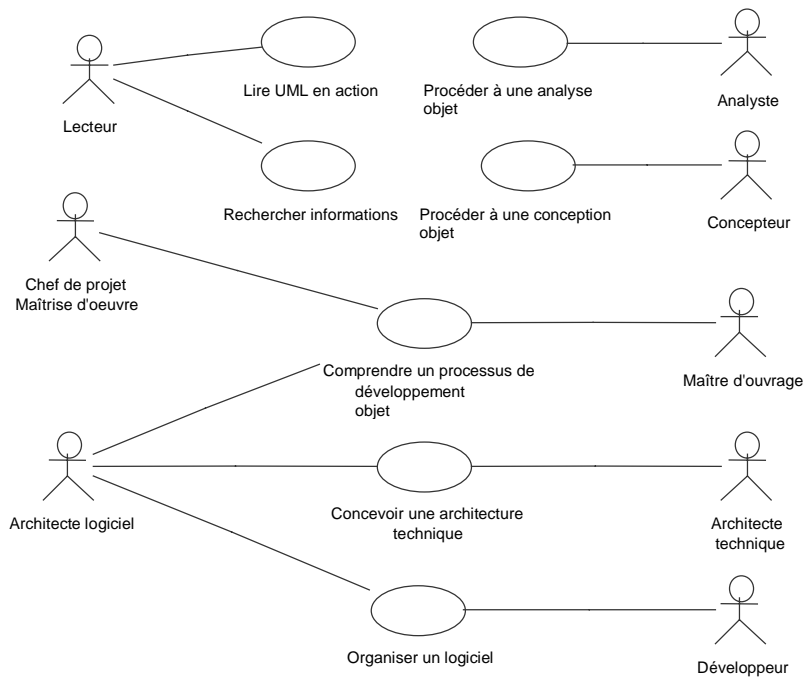 Lire UML en action
Procéder à une analyse
objet
Analyste
Lecteur
Rechercher informations
Procéder à une conception
objet
Concepteur
Chef de projet
Maîtrise d'oeuvre
Comprendre un processus de
développement
objet
Maître d'ouvrage
Architecte logiciel
Concevoir une architecture
technique
Architecte
technique
Organiser un logiciel
Développeur